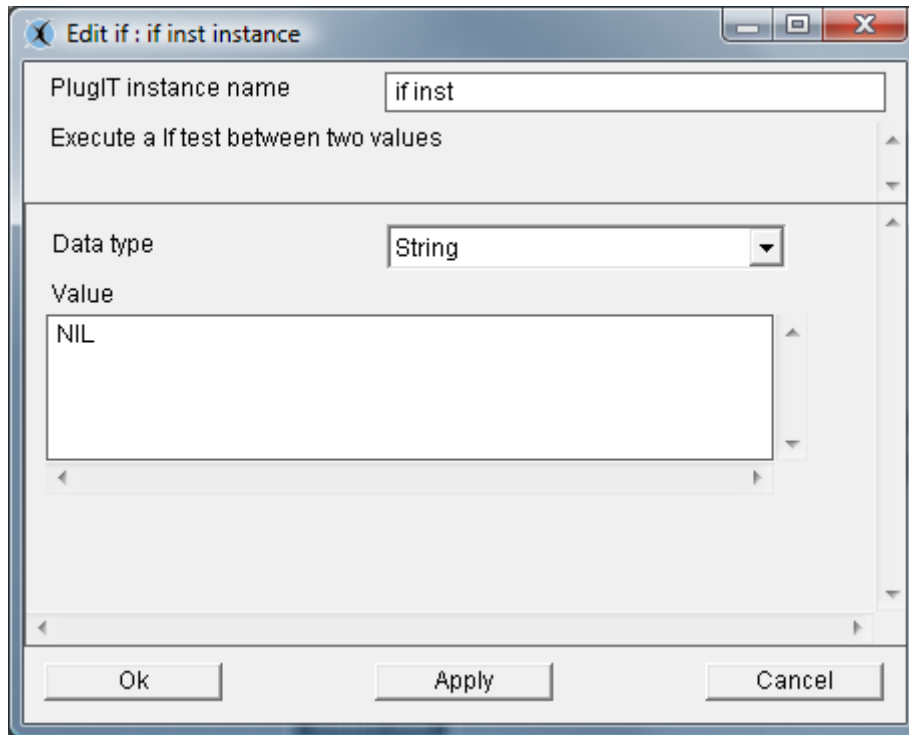 Edit if : if inst instance
PlugIT instance name if inst
Execute a If test between two values
Data type String
Value
NIL
Ok Apply Cancel